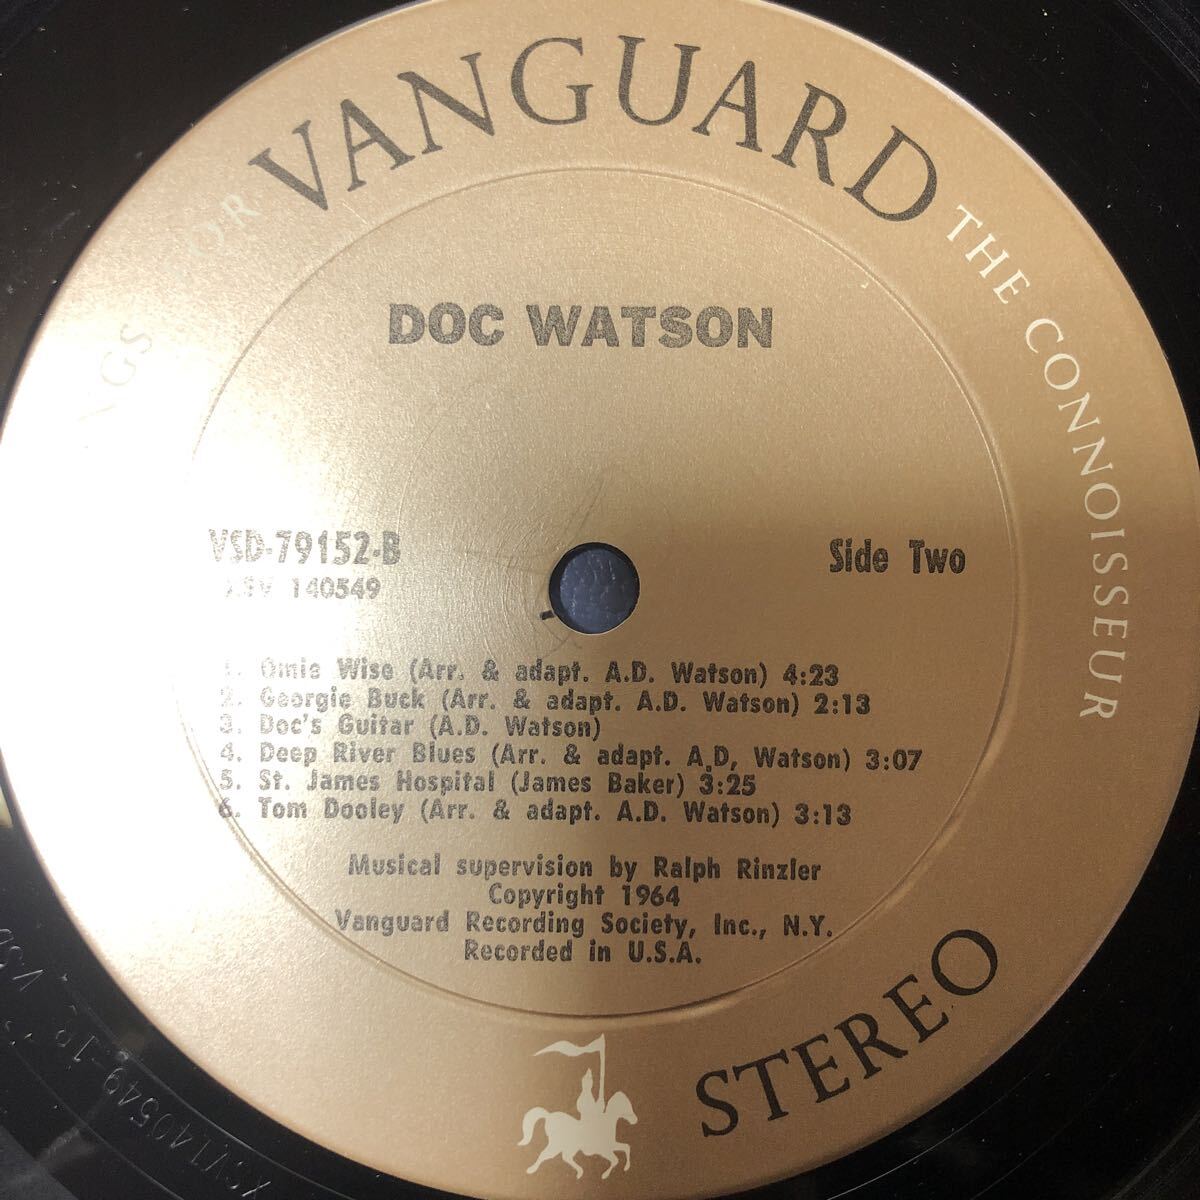 VANGUARD
FOR
THE CONNOISSEUR
DOC WATSON
VSD-79152-B
Side Two
140549
1. Omie Wise (Arr. & adapt. A.D. Watson) 4:23
2. Georgie Buck (Arr. & adapt. A.D. Watson) 2:13
3. Doc's Guitar (A.D. Watson)
4. Deep River Blues (Arr. & adapt. A.D, Watson) 3:07
5. St. James Hospital (James Baker) 3:25
6. Tom Dooley (Arr. & adapt. A.D. Watson) 3:13
Musical supervision by Ralph Rinzler
Copyright 1964
Vanguard Recording Society, Inc., N.Y.
Recorded in U.S.A.
STEREO